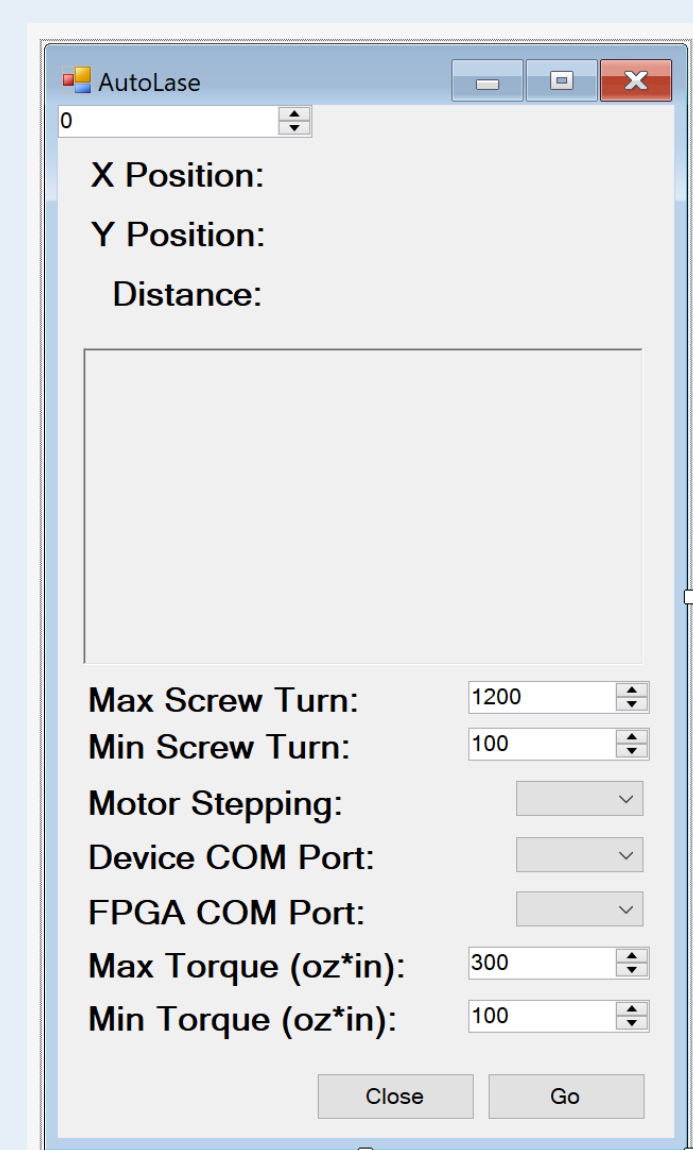 AutoLase
0
X Position:
Y Position:
Distance:
Max Screw Turn: 1200
Min Screw Turn: 100
Motor Stepping:
Device COM Port:
FPGA COM Port:
Max Torque (oz*in): 300
Min Torque (oz*in): 100
Close Go